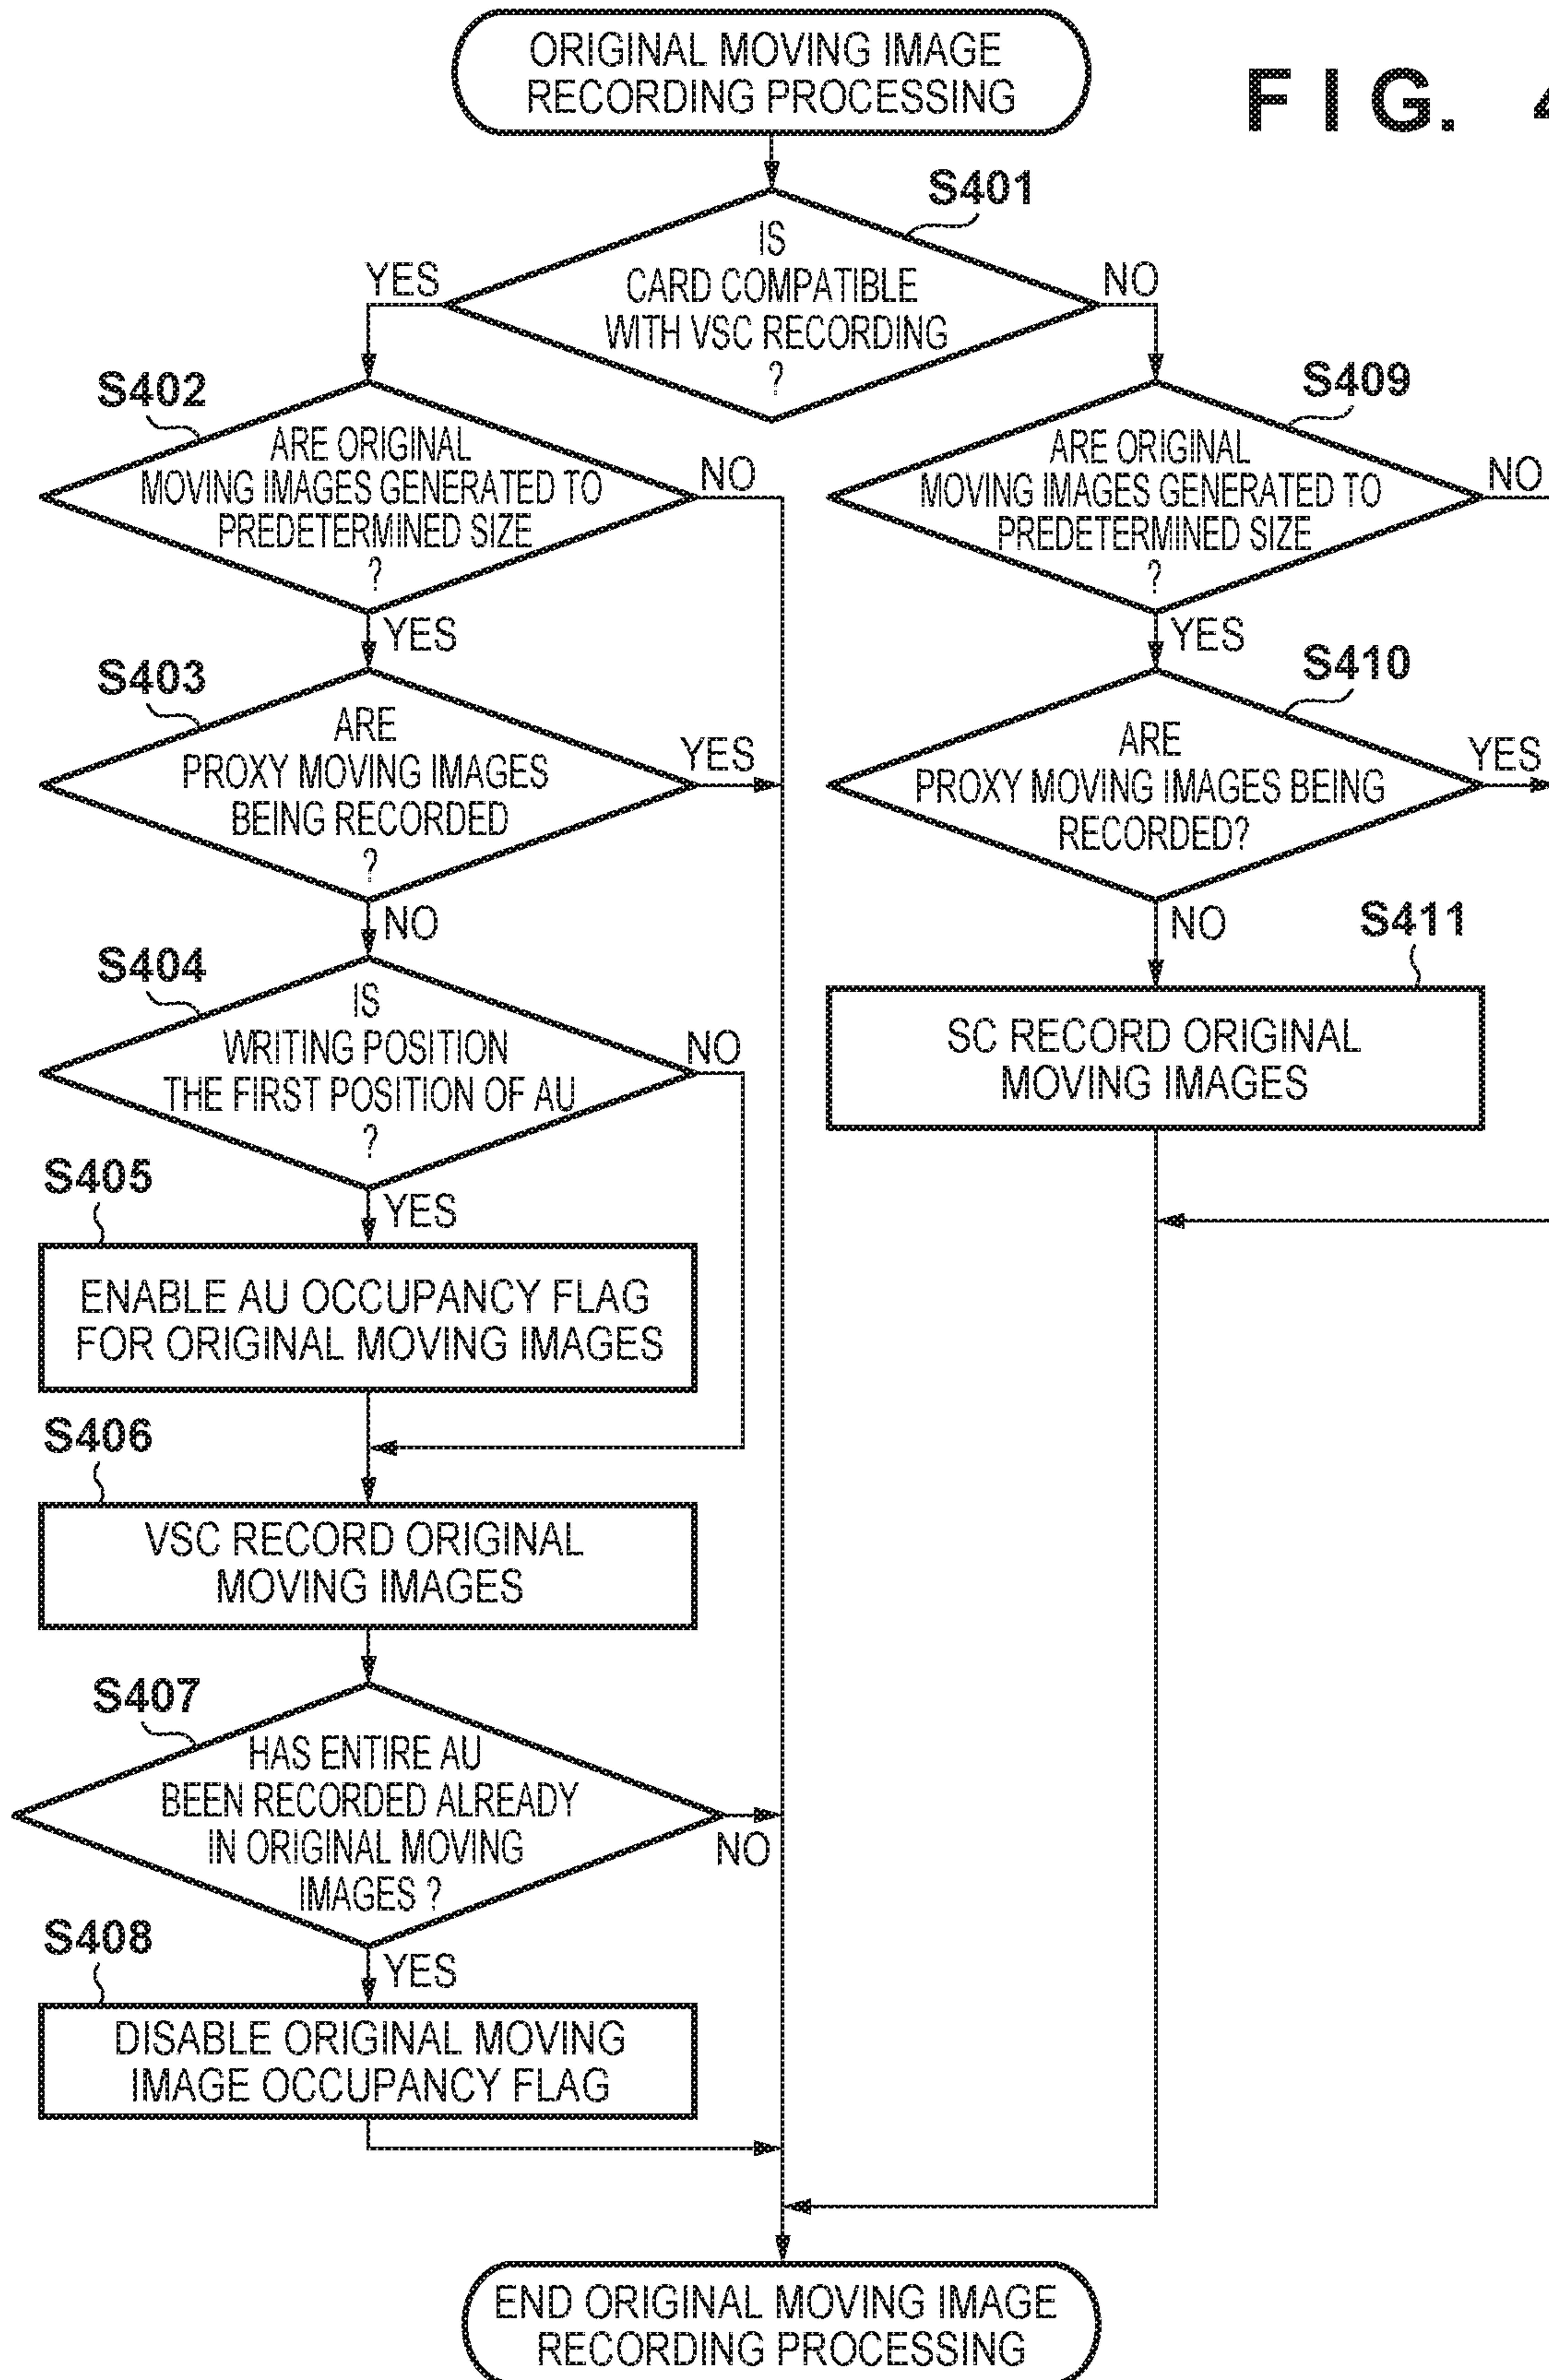 ORIGINAL MOVING IMAGE
RECORDING PROCESSING
FIG. 4
S401
IS
CARD COMPATIBLE
WITH VSC RECORDING
?
YES
NO
S402
ARE ORIGINAL
MOVING IMAGES GENERATED TO
PREDETERMINED SIZE
?
NO
YES
S409
ARE ORIGINAL
MOVING IMAGES GENERATED TO
PREDETERMINED SIZE
?
NO
YES
S403
ARE
PROXY MOVING IMAGES
BEING RECORDED
?
YES
NO
S410
ARE
PROXY MOVING IMAGES BEING
RECORDED?
YES
NO
S404
IS
WRITING POSITION
THE FIRST POSITION OF AU
?
NO
YES
S411
SC RECORD ORIGINAL
MOVING IMAGES
S405
ENABLE AU OCCUPANCY FLAG
FOR ORIGINAL MOVING IMAGES
S406
VSC RECORD ORIGINAL
MOVING IMAGES
S407
HAS ENTIRE AU
BEEN RECORDED ALREADY
IN ORIGINAL MOVING
IMAGES ?
NO
YES
S408
DISABLE ORIGINAL MOVING
IMAGE OCCUPANCY FLAG
END ORIGINAL MOVING IMAGE
RECORDING PROCESSING